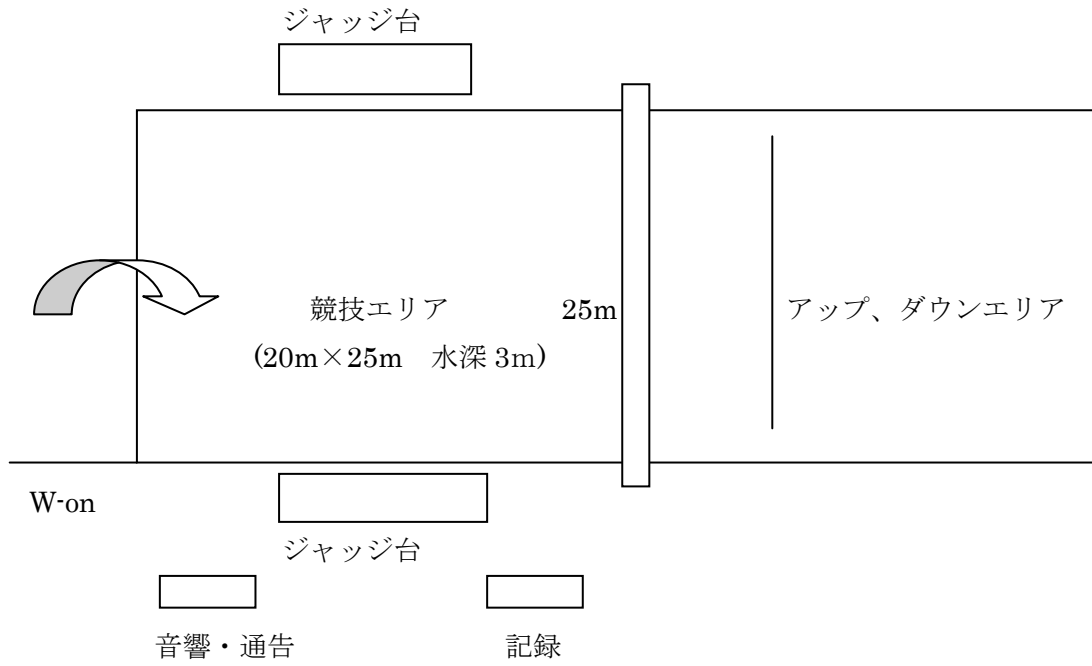 ジャッジ台
競技エリア
25m
アップ、ダウンエリア
(20m×25m　水深 3m)
W-on
ジャッジ台
音響・通告
記録